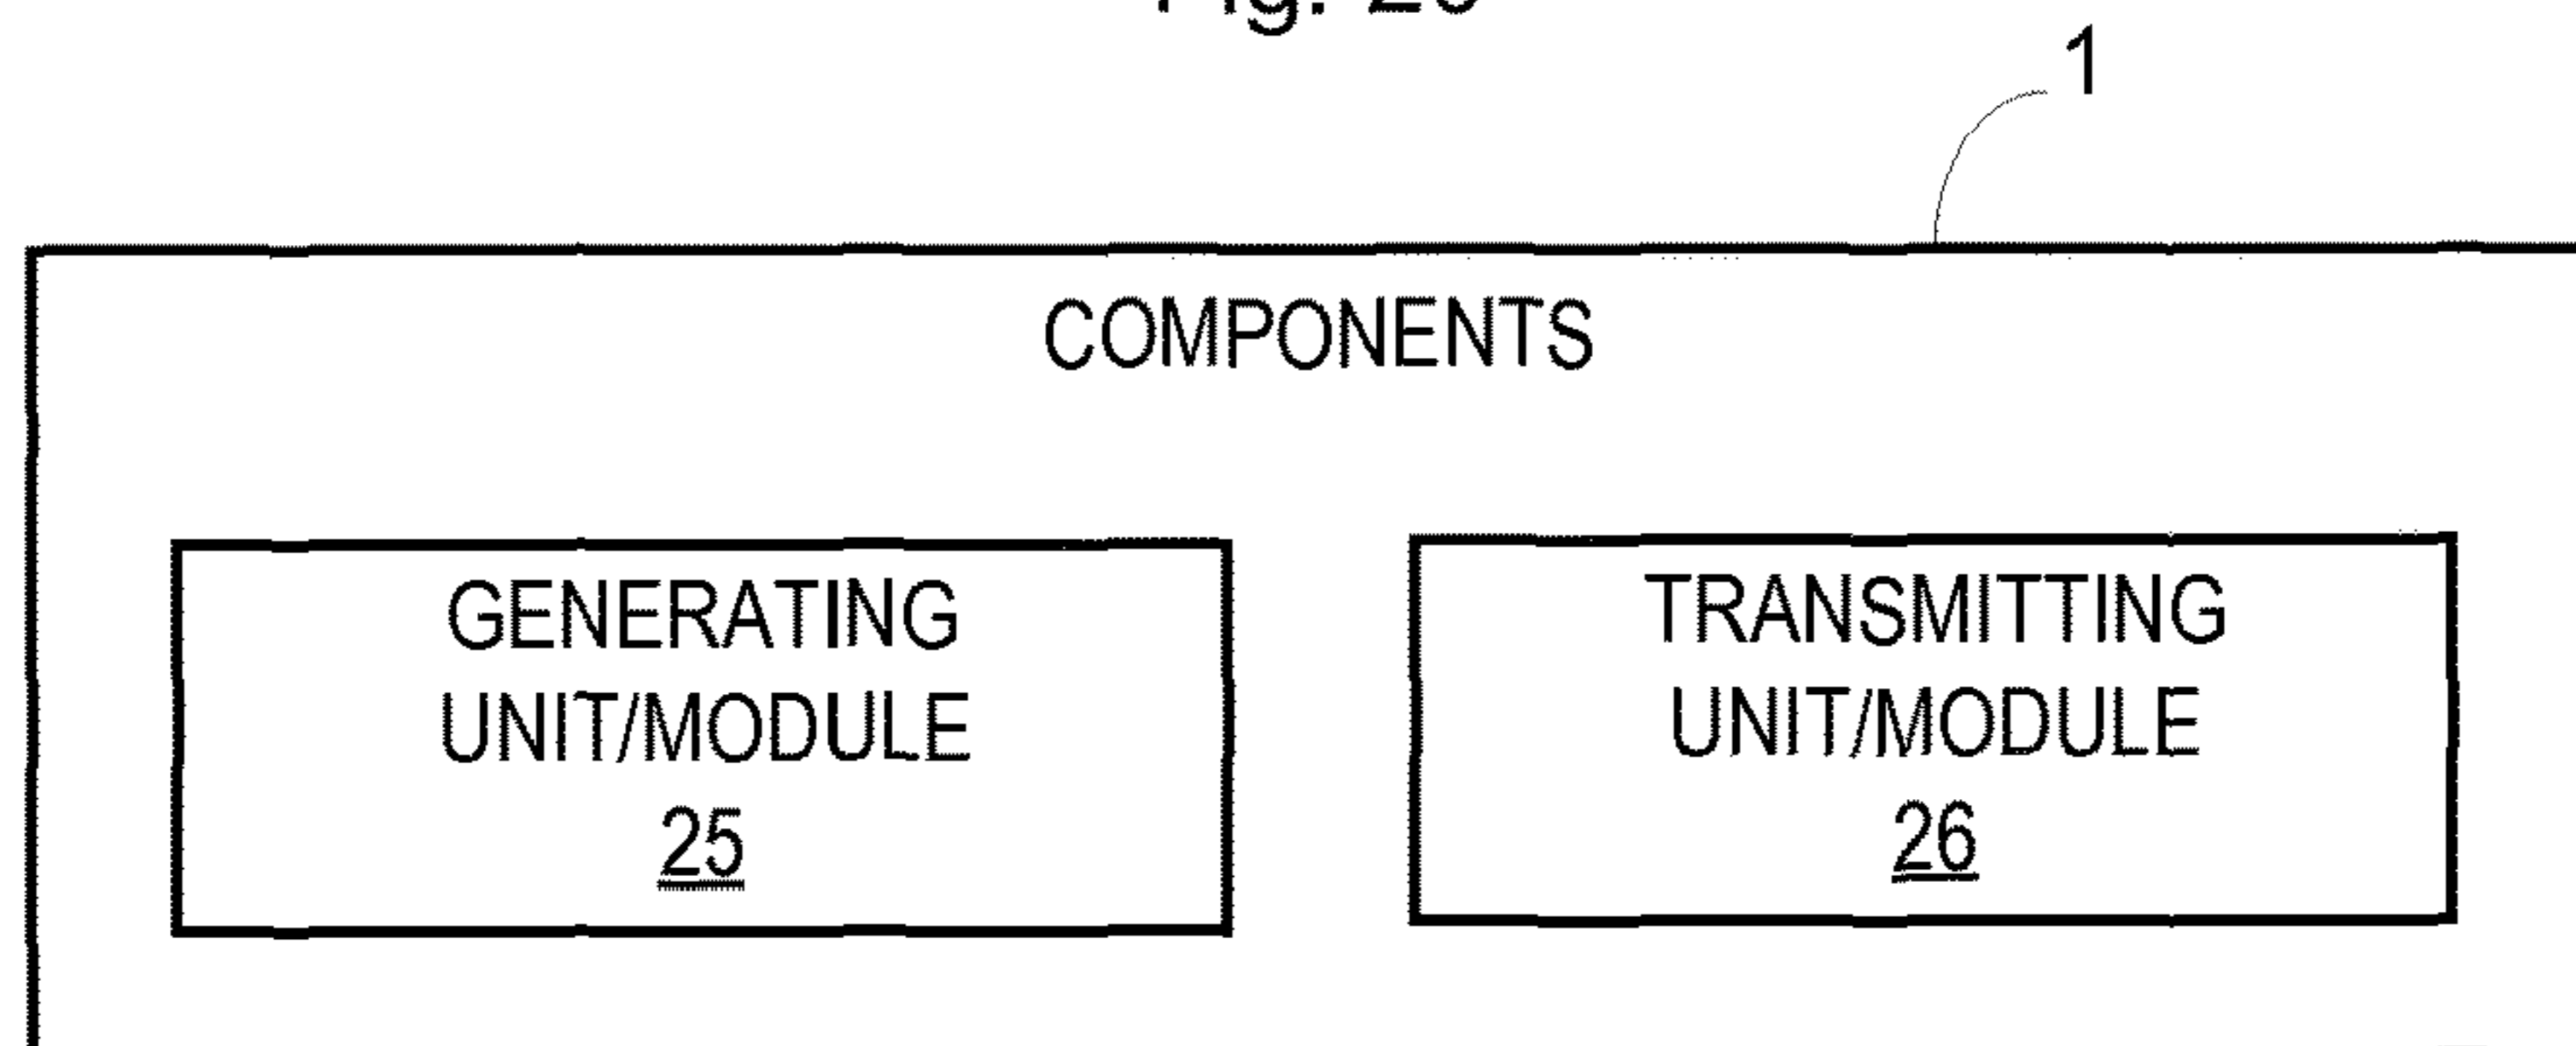 1
COMPONENTS
GENERATING
UNIT/MODULE
25
TRANSMITTING
UNIT/MODULE
26